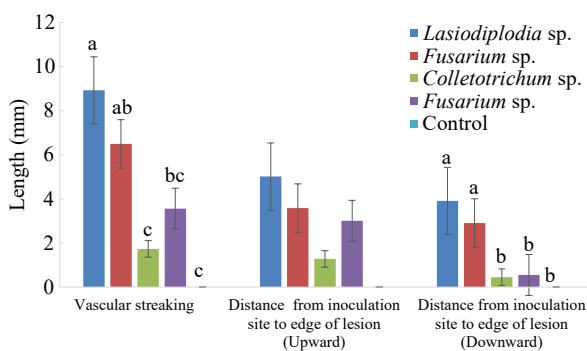 12
10
8
6
4
2
0
Length (mm)
a
ab
c
bc
c
a
a
b
b
b
Lasiodiplodia sp.
Fusarium sp.
Colletotrichum sp.
Fusarium sp.
Control
Vascular streaking
Distance from inoculation
site to edge of lesion
(Upward)
Distance from inoculation
site to edge of lesion
(Downward)